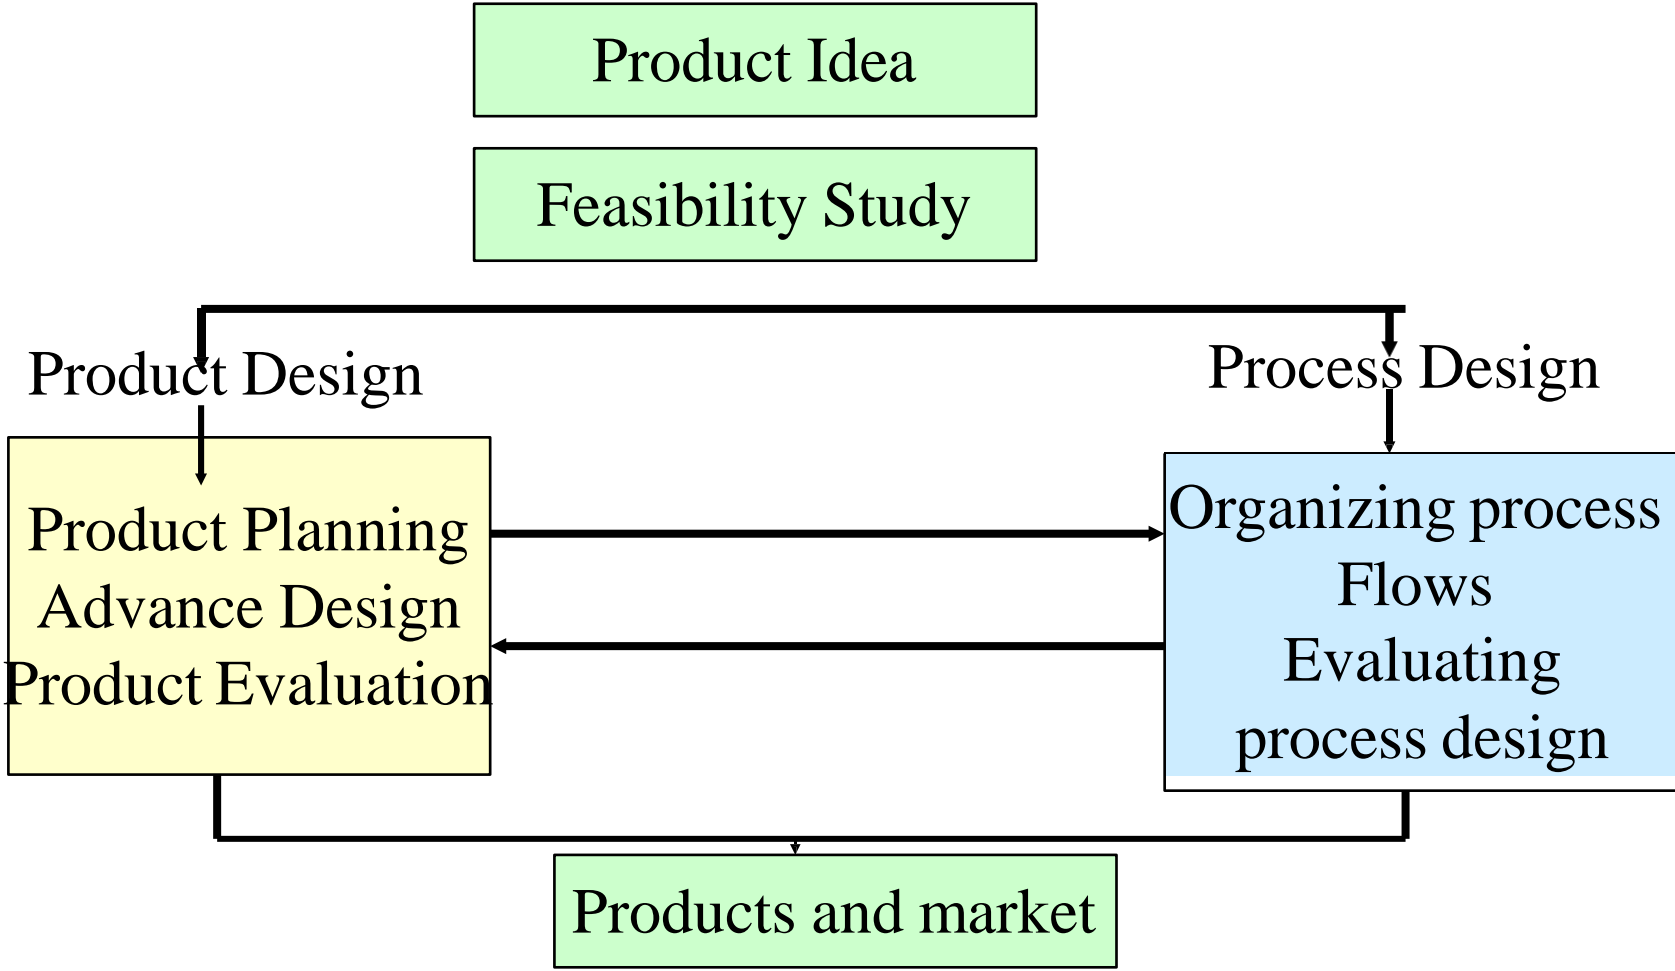 Product Idea
Feasibility Study
Product Design
Process Design
Product Planning
Advance Design
Product Evaluation
Organizing process
Flows
Evaluating
process design
Products and market